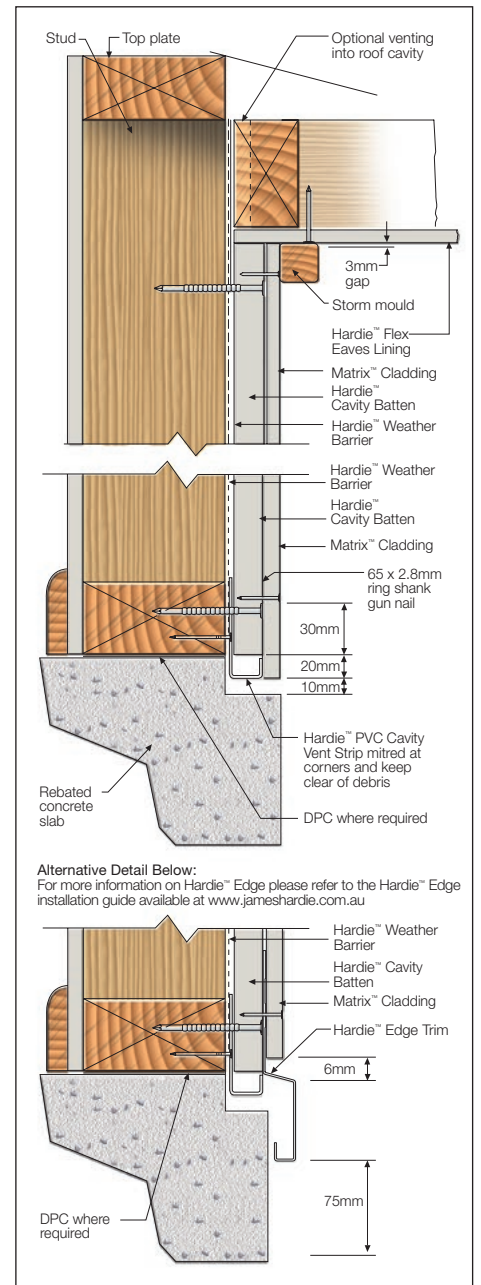 Stud
Top plate
Optional venting
into roof cavity
3mm
gap
Storm mould
Hardie™ Flex
Eaves Lining
Matrix™ Cladding
Hardie™
Cavity Batten
Hardie™ Weather
Barrier
Hardie™ Weather
Barrier
Hardie™
Cavity Batten
Matrix™ Cladding
65 x 2.8mm
ring shank
gun nail
30mm
20mm
10mm
Hardie™ PVC Cavity
Vent Strip mitred at
corners and keep
clear of debris
Rebated
concrete
slab
DPC where required
Alternative Detail Below:
For more information on Hardie™ Edge please refer to the Hardie™ Edge
installation guide available at www.jameshardie.com.au
Hardie™ Weather
Barrier
Hardie™ Cavity
Batten
Matrix™ Cladding
Hardie™ Edge Trim
6mm
75mm
DPC where
required